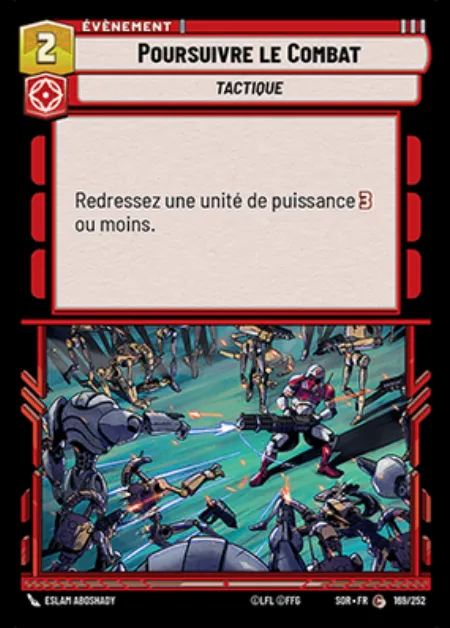 ÉVÈNEMENT
2
POURSUIVRE LE COMBAT
TACTIQUE
Redressez une unité de puissance 3
ou moins.
ESLAM ABOSHADY ©LFL ©FFG SOR • FR C 169/252